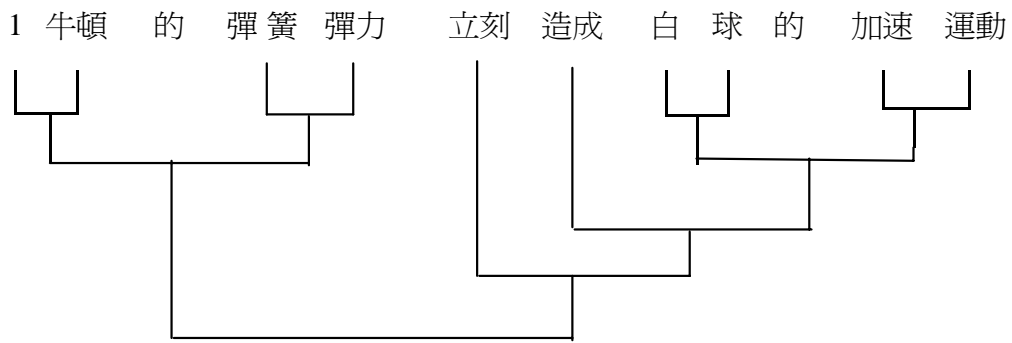 1 牛頓 的 彈簧 彈力 立刻 造成 白 球 的 加速 運動